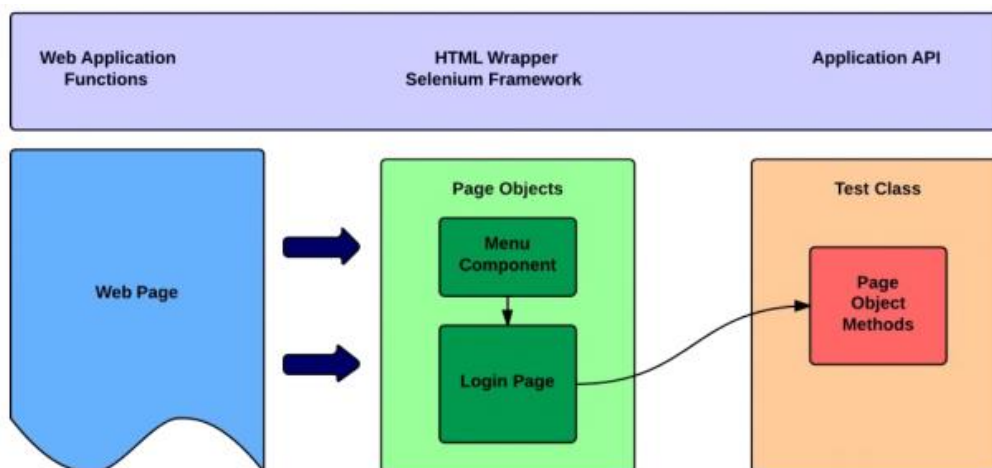 Web Application
Functions
HTML Wrapper
Selenium Framework
Application API
Web Page
Page Objects
Menu
Component
Login Page
Test Class
Page
Object
Methods